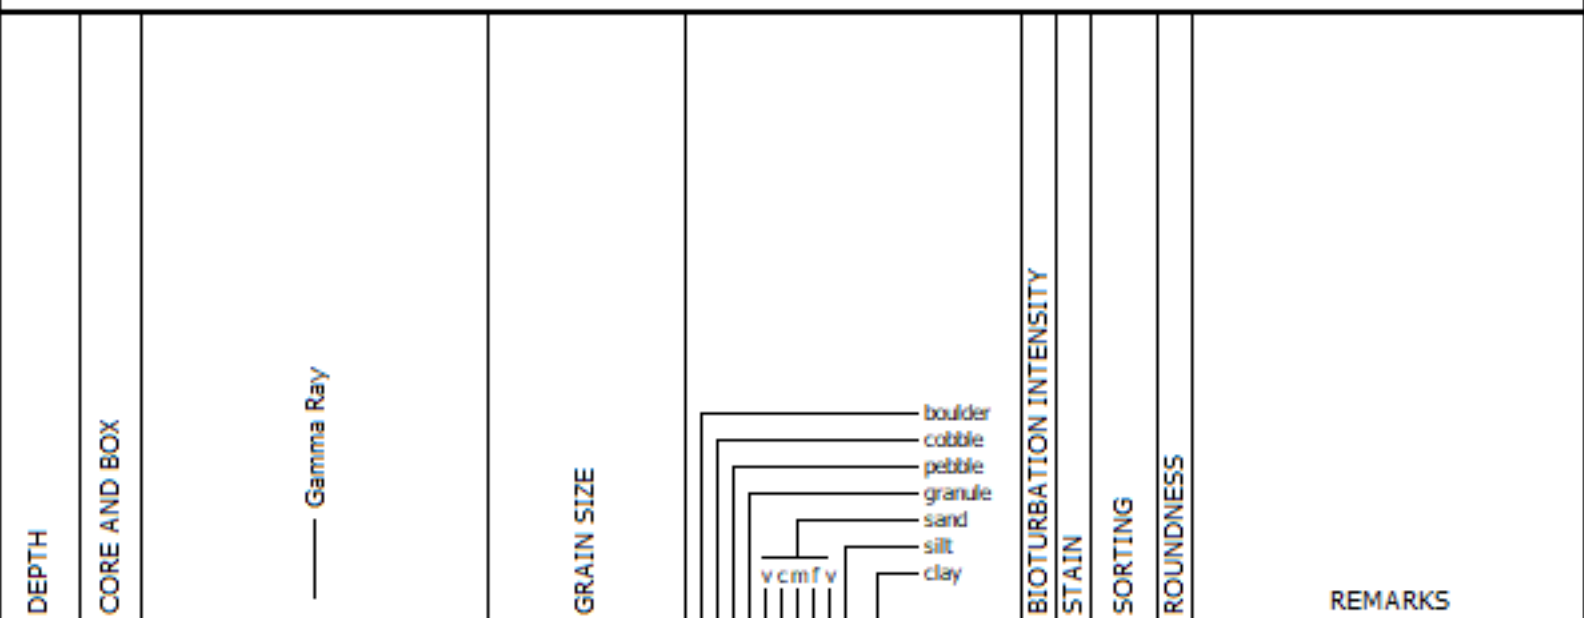 DEPTH
CORE AND BOX
Gamma Ray
GRAIN SIZE
boulder
cobble
pebble
granule
sand
silt
clay
v c m f v
BIOTURBATION INTENSITY
STAIN
SORTING
ROUNDNESS
REMARKS